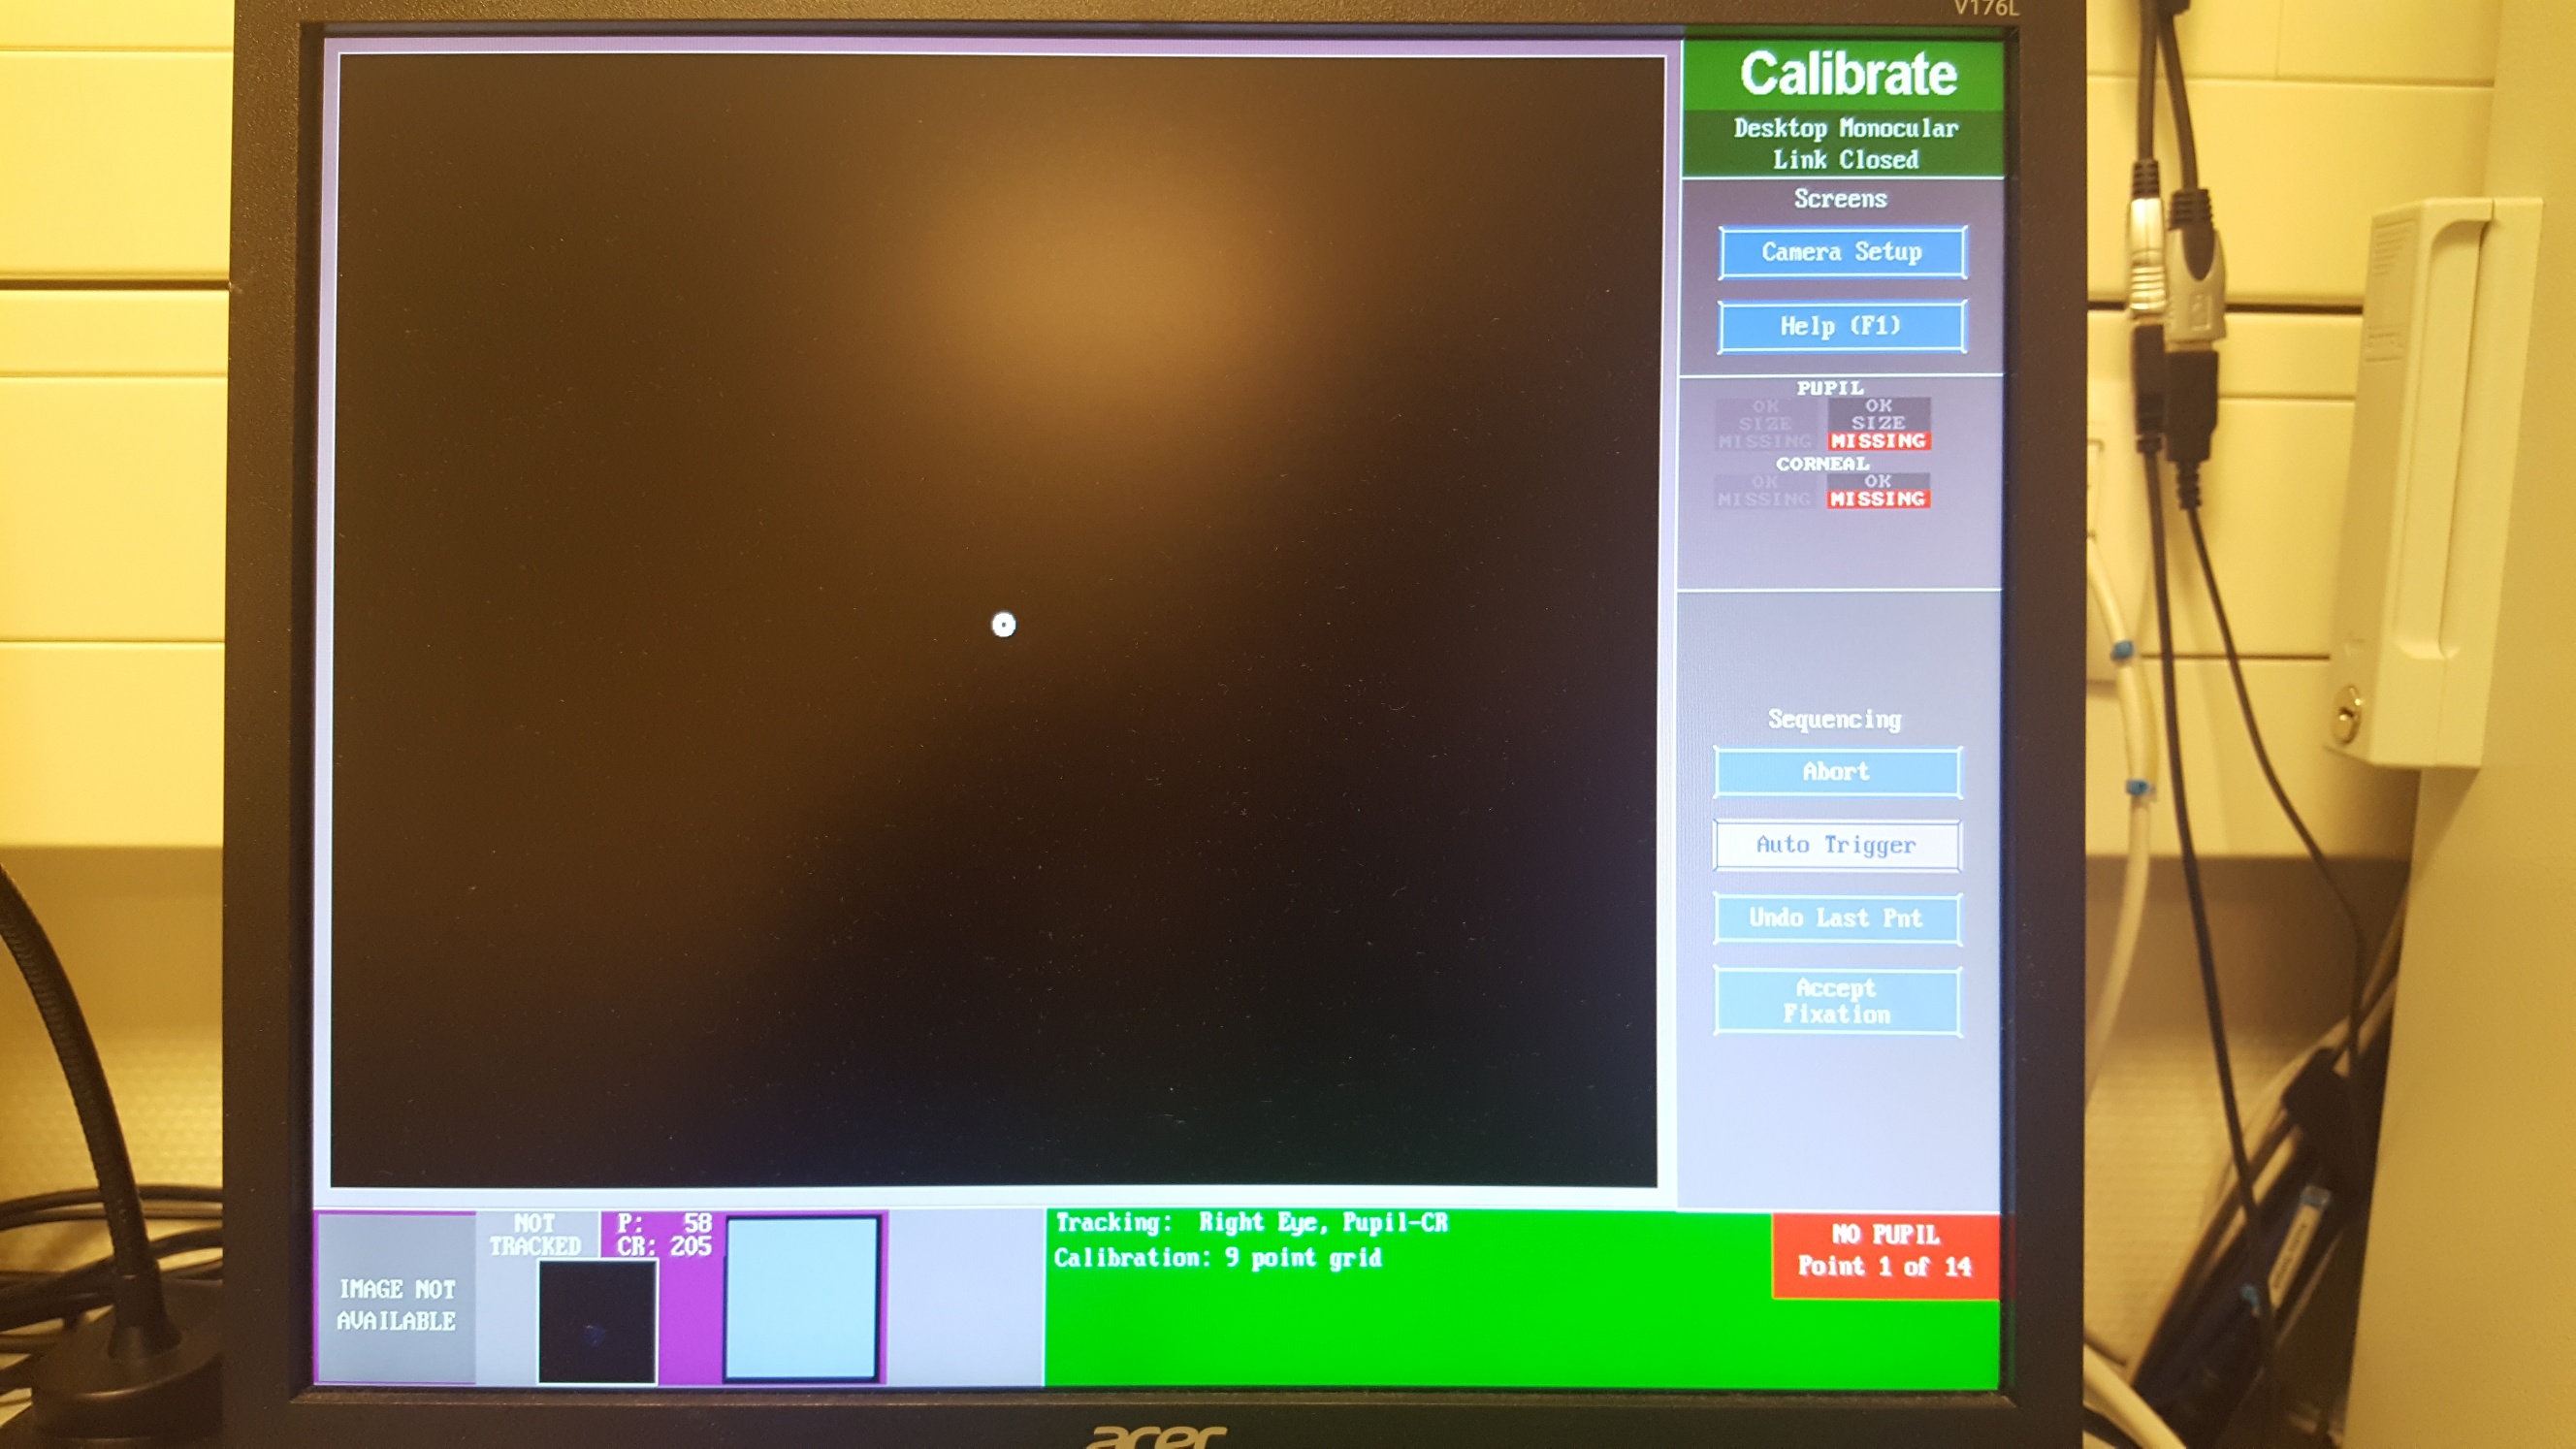 V176L
Calibrate
Desktop Monocular
Link Closed
Screens
Camera Setup
Help (F1)
PUPIL
OK OK
SIZE SIZE
MISSING MISSING
CORNEAL
OK OK
MISSING MISSING
Sequencing
Abort
Auto Trigger
Undo Last Pnt
Accept
Fixation
IMAGE NOT
AVAILABLE
NOT
TRACKED
P: 58
CR: 205
Tracking: Right Eye, Pupil-CR
Calibration: 9 point grid
NO PUPIL
Point 1 of 14
acer